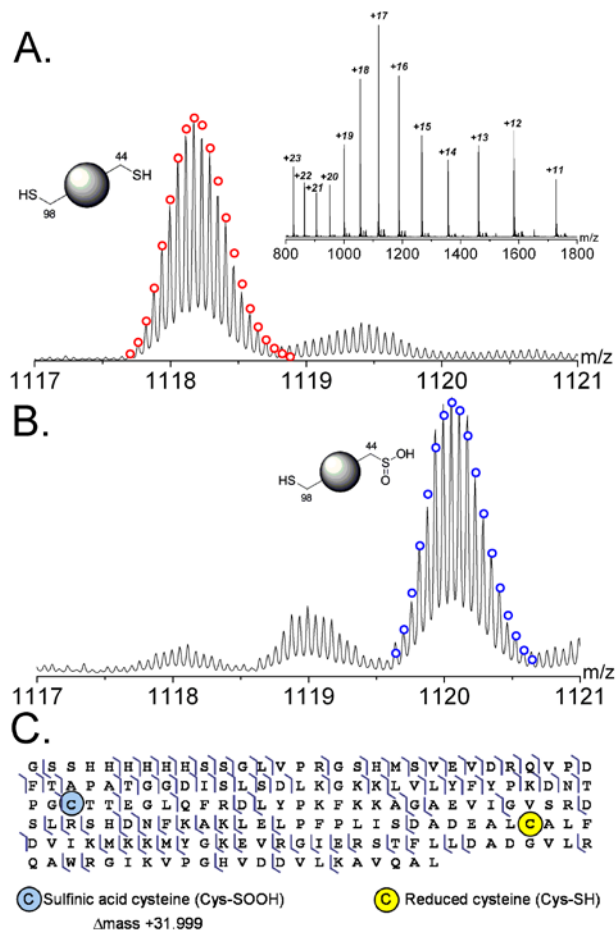 A.
+17
+18
+16
+19
+15
+12
+13
+14
+23
+22
+21
+20
+11
800 1000 1200 1400 1600 1800
m/z
44
SH
HS
98
m/z
1117 1118 1119 1120 1121
B.
44
S
OH
O
HS
98
m/z
1117 1118 1119 1120 1121
C.
G S S H H H H H H S S G L V P R G S H M S V E V D R Q V P D
F T A P A T G G D I S L S D L K G K K L V L Y F Y P K D N T
P G C T T E G L Q F R D L Y P K F K K A G A E V I G V S R D
S L R S H D N F K A K L E L P F P L I S D A D E A L C A L F
D V I K M K K M Y G K E V R G I E R S T F L L D A D G V L R
Q A W R G I K V P G H V D D V L K A V Q A L
C Sulfinic acid cysteine (Cys-SOOH)
Δmass +31.999
C Reduced cysteine (Cys-SH)